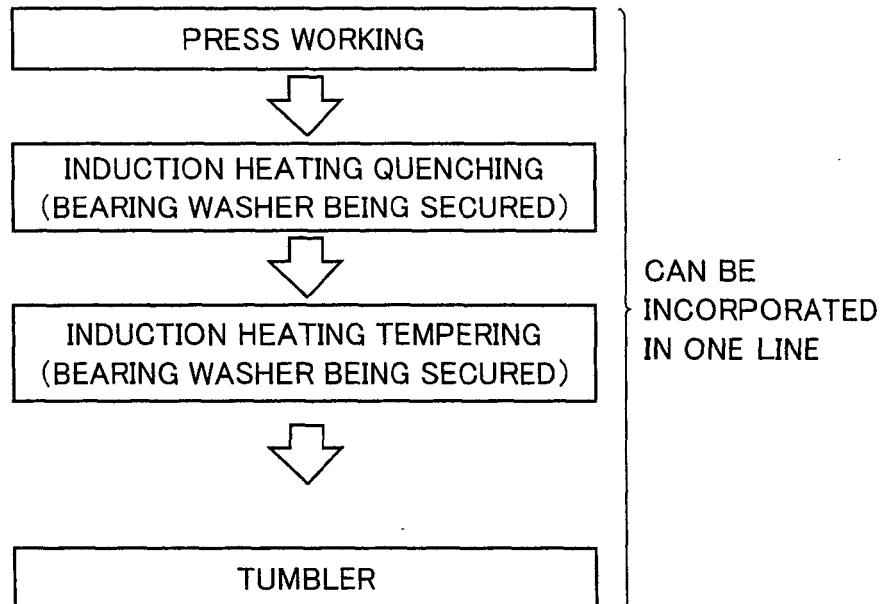 PRESS WORKING
INDUCTION HEATING QUENCHING
(BEARING WASHER BEING SECURED)
INDUCTION HEATING TEMPERING
(BEARING WASHER BEING SECURED)
TUMBLER
CAN BE
INCORPORATED
IN ONE LINE